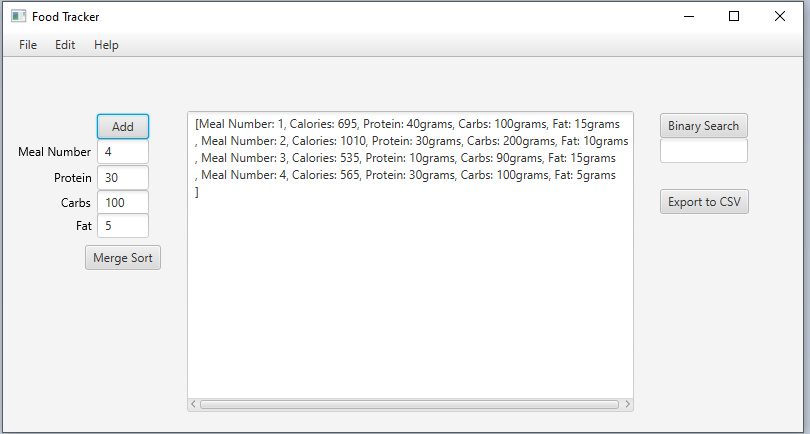 Food Tracker
File Edit Help
Add
Meal Number 4
Protein 30
Carbs 100
Fat 5
Merge Sort
[Meal Number: 1, Calories: 695, Protein: 40grams, Carbs: 100grams, Fat: 15grams
, Meal Number: 2, Calories: 1010, Protein: 30grams, Carbs: 200grams, Fat: 10grams
, Meal Number: 3, Calories: 535, Protein: 10grams, Carbs: 90grams, Fat: 15grams
, Meal Number: 4, Calories: 565, Protein: 30grams, Carbs: 100grams, Fat: 5grams
]
Binary Search
Export to CSV